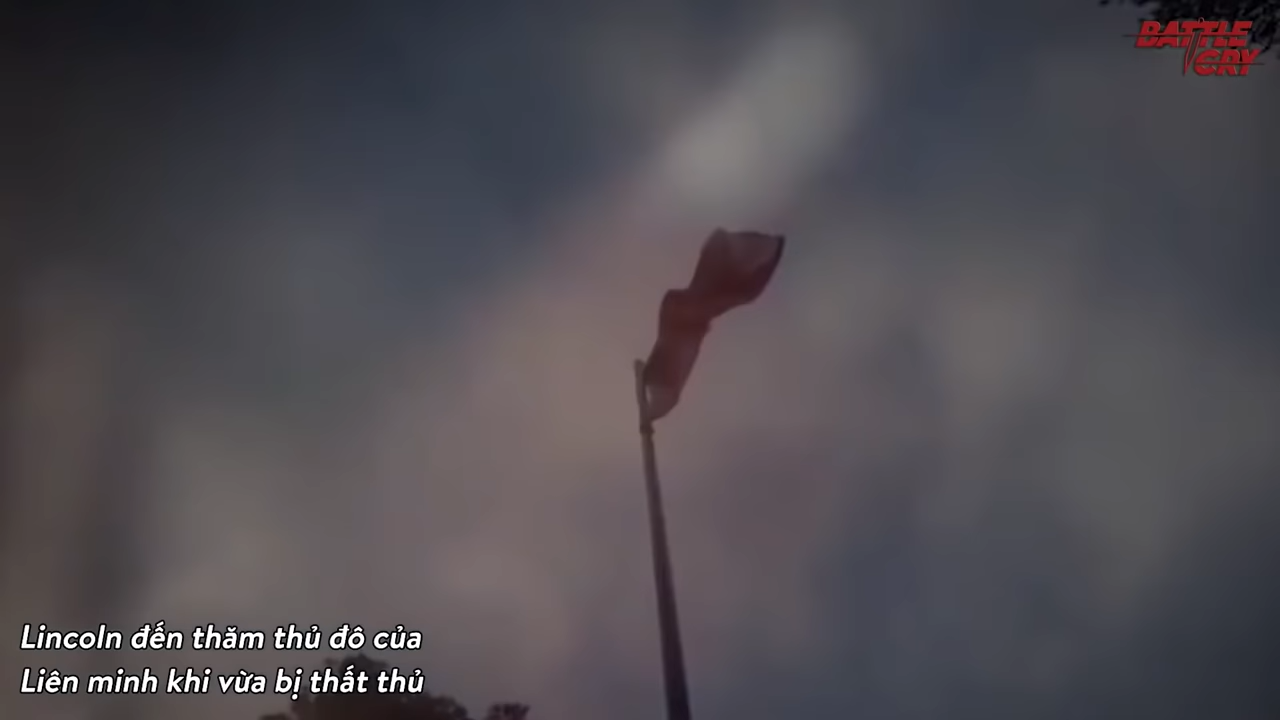 BATTLE
CRY
Lincoln đến thăm thủ đô của
Liên minh khi vừa bị thất thủ